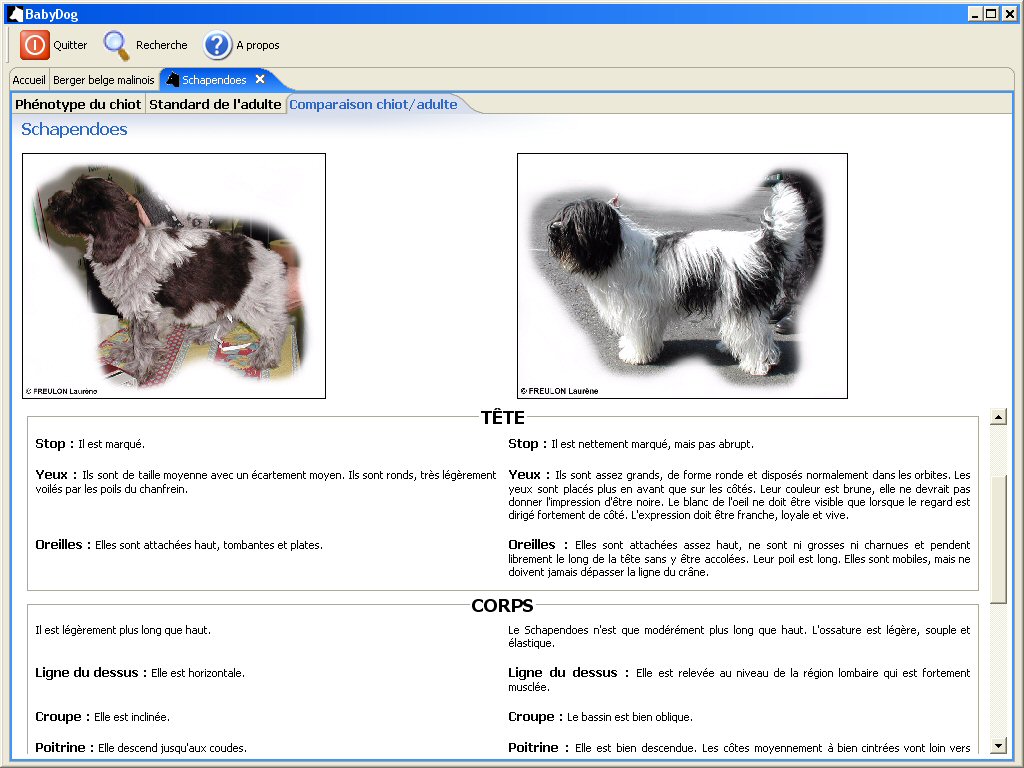 BabyDog
Quitter
Recherche
A propos
Accueil
Berger belge malinois
Schapendoes
Phénotype du chiot
Standard de l'adulte
Comparaison chiot/adulte
Schapendoes
© FREULON Laurène
© FREULON Laurène
TÊTE
Stop : Il est marqué.
Yeux : Ils sont de taille moyenne avec un écartement moyen. Ils sont ronds, très légèrement
voilés par les poils du chanfrein.
Oreilles : Elles sont attachées haut, tombantes et plates.
Stop : Il est nettement marqué, mais pas abrupt.
Yeux : Ils sont assez grands, de forme ronde et disposés normalement dans les orbites. Les
yeux sont placés plus en avant que sur les côtés. Leur couleur est brune, elle ne devrait pas
donner l'impression d'être noire. Le blanc de l'oeil ne doit être visible que lorsque le regard est
dirigé fortement de côté. L'expression doit être franche, loyale et vive.
Oreilles : Elles sont attachées assez haut, ne sont ni grosses ni charnues et pendent
librement le long de la tête sans y être accolées. Leur poil est long. Elles sont mobiles, mais ne
doivent jamais dépasser la ligne du crâne.
CORPS
Il est légèrement plus long que haut.
Ligne du dessus : Elle est horizontale.
Croupe : Elle est inclinée.
Poitrine : Elle descend jusqu'aux coudes.
Le Schapendoes n'est que modérément plus long que haut. L'ossature est légère, souple et
élastique.
Ligne du dessus : Elle est relevée au niveau de la région lombaire qui est fortement
musclée.
Croupe : Le bassin est bien oblique.
Poitrine : Elle est bien descendue. Les côtes moyennement à bien cintrées vont loin vers